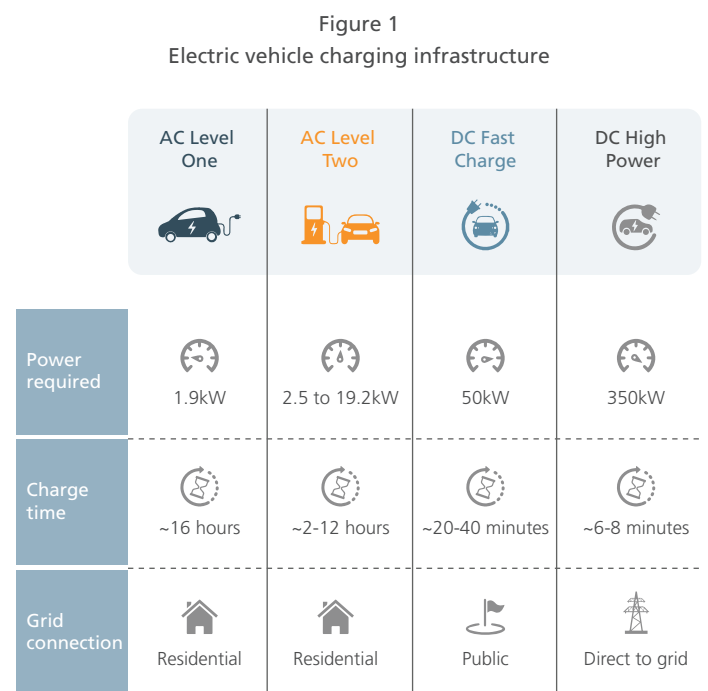 Figure 1
Electric vehicle charging infrastructure
AC Level
One
AC Level
Two
DC Fast
Charge
DC High
Power
Power
required
1.9kW
2.5 to 19.2kW
50kW
350kW
Charge
time
~16 hours
~2-12 hours
~20-40 minutes
~6-8 minutes
Grid
connection
Residential
Residential
Public
Direct to grid